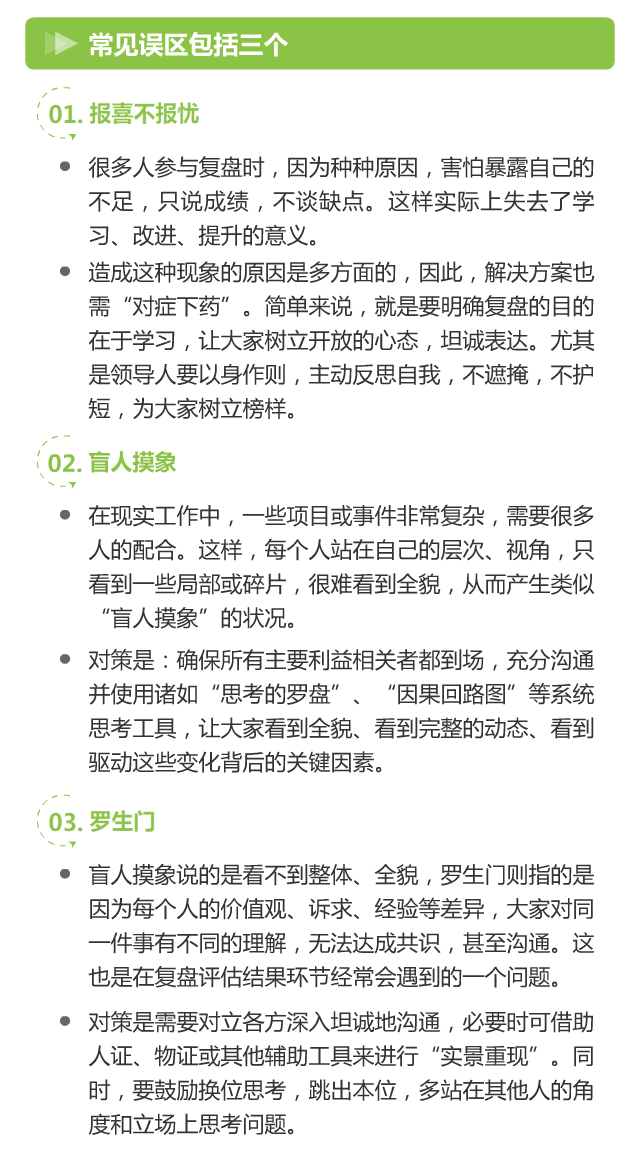 常见误区包括三个
01. 报喜不报忧
● 很多人参与复盘时，因为种种原因，害怕暴露自己的
不足，只说成绩，不谈缺点。这样实际上失去了学
习、改进、提升的意义。
● 造成这种现象的原因是多方面的，因此，解决方案也
需“对症下药”。简单来说，就是要明确复盘的目的
在于学习，让大家树立开放的心态，坦诚表达。尤其
是领导人要以身作则，主动反思自我，不遮掩，不护
短，为大家树立榜样。
02. 盲人摸象
● 在现实工作中，一些项目或事件非常复杂，需要很多
人的配合。这样，每个人站在自己的层次、视角，只
看到一些局部或碎片，很难看到全貌，从而产生类似
“盲人摸象”的状况。
● 对策是：确保所有主要利益相关者都到场，充分沟通
并使用诸如“思考的罗盘”、“因果回路图”等系统
思考工具，让大家看到全貌、看到完整的动态、看到
驱动这些变化背后的关键因素。
03. 罗生门
● 盲人摸象说的是看不到整体、全貌，罗生门则指的是
因为每个人的价值观、诉求、经验等差异，大家对同
一件事有不同的理解，无法达成共识，甚至沟通。这
也是在复盘评估结果环节经常会遇到的一个问题。
● 对策是需要对立各方深入坦诚地沟通，必要时可借助
人证、物证或其他辅助工具来进行“实景重现”。同
时，要鼓励换位思考，跳出本位，多站在其他人的角
度和立场上思考问题。